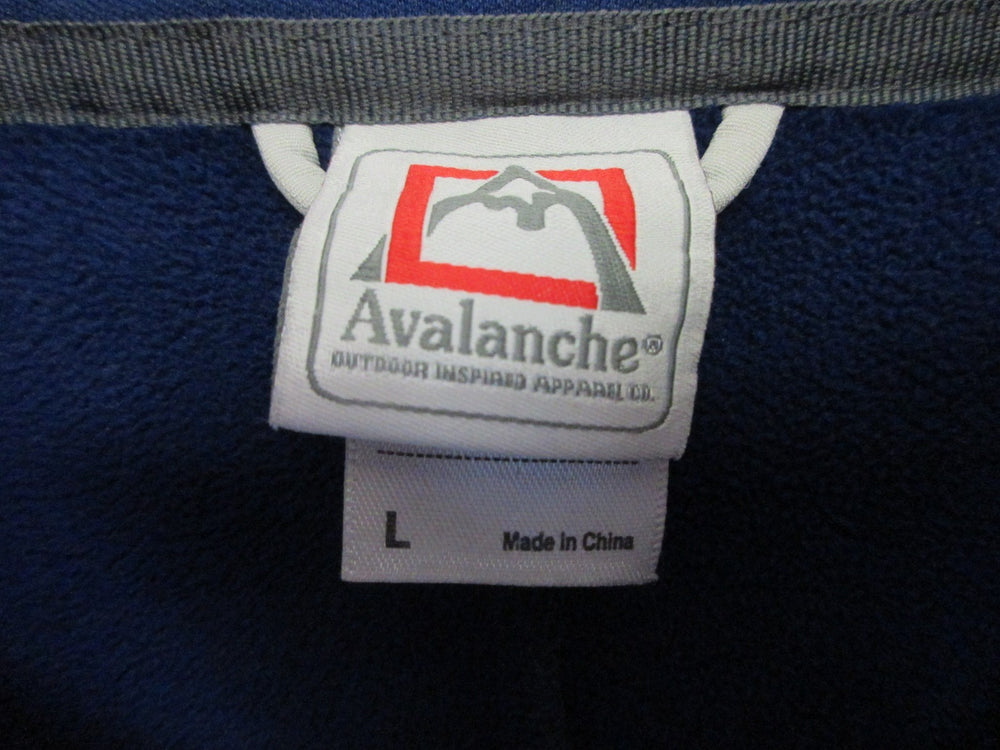 Avalanche®
OUTDOOR INSPIRED APPAREL CO.
L
Made in China